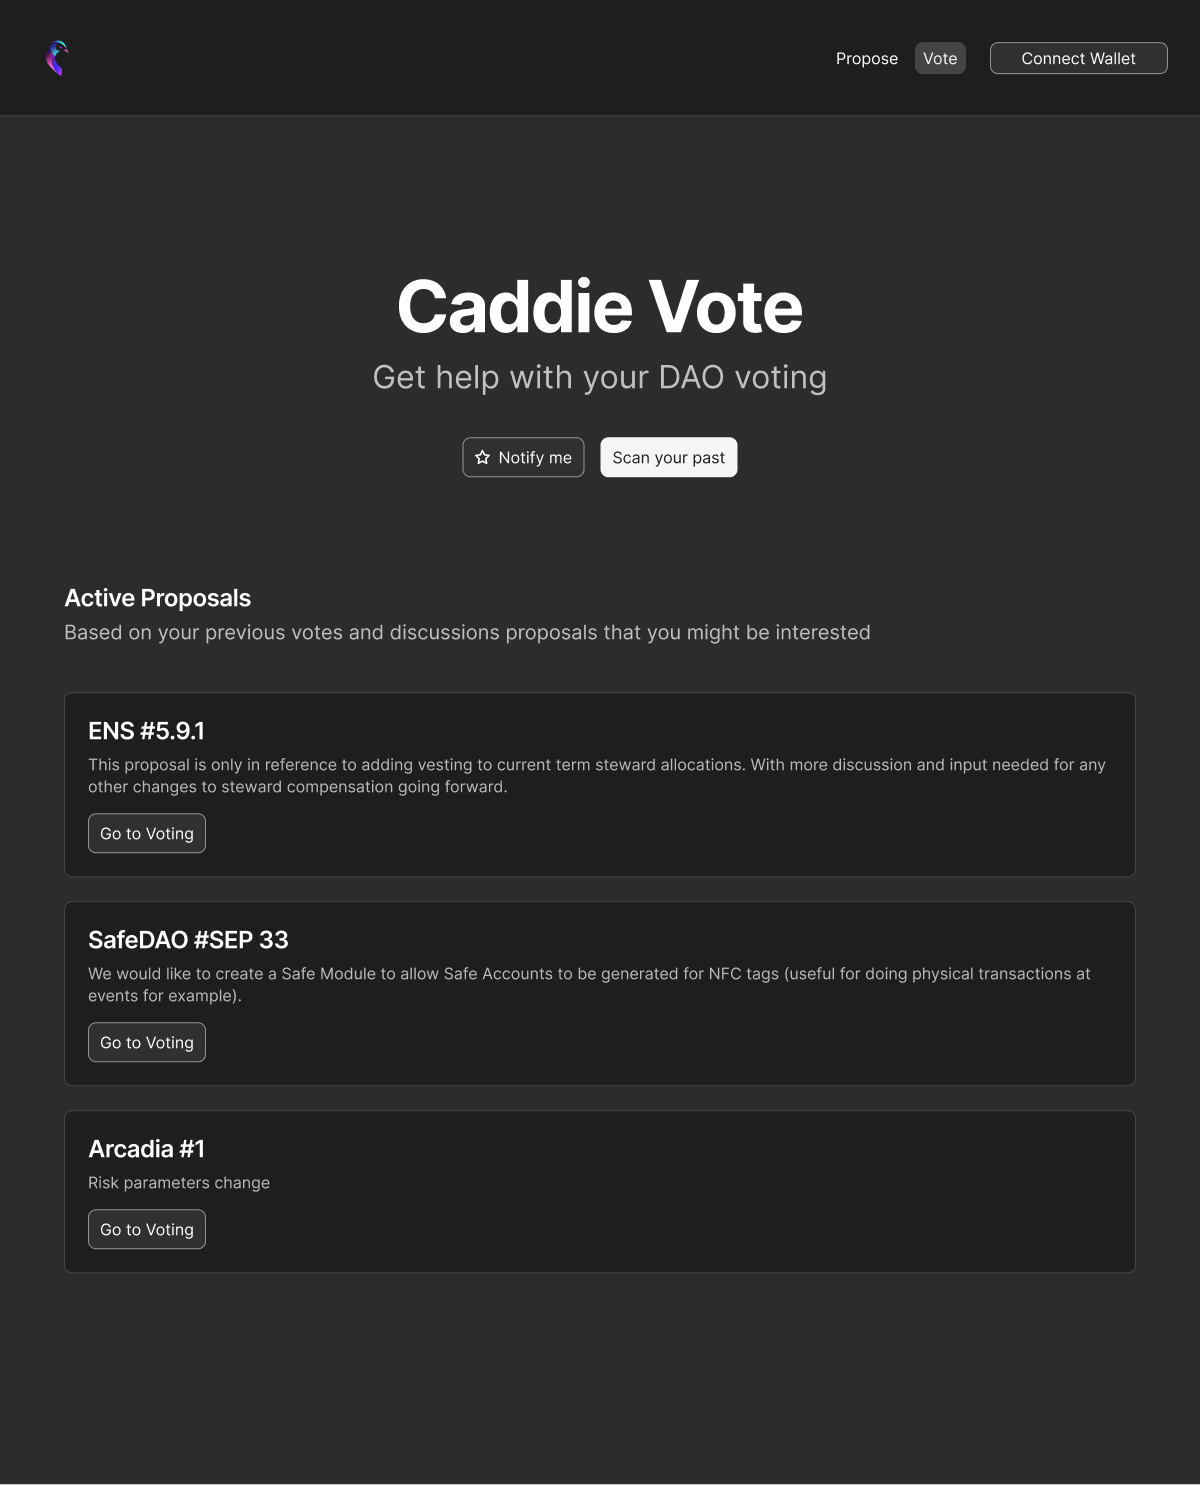 Propose
Vote
Connect Wallet
Caddie Vote
Get help with your DAO voting
Notify me
Scan your past
Active Proposals
Based on your previous votes and discussions proposals that you might be interested
ENS #5.9.1
This proposal is only in reference to adding vesting to current term steward allocations. With more discussion and input needed for any
other changes to steward compensation going forward.
Go to Voting
SafeDAO #SEP 33
We would like to create a Safe Module to allow Safe Accounts to be generated for NFC tags (useful for doing physical transactions at
events for example).
Go to Voting
Arcadia #1
Risk parameters change
Go to Voting